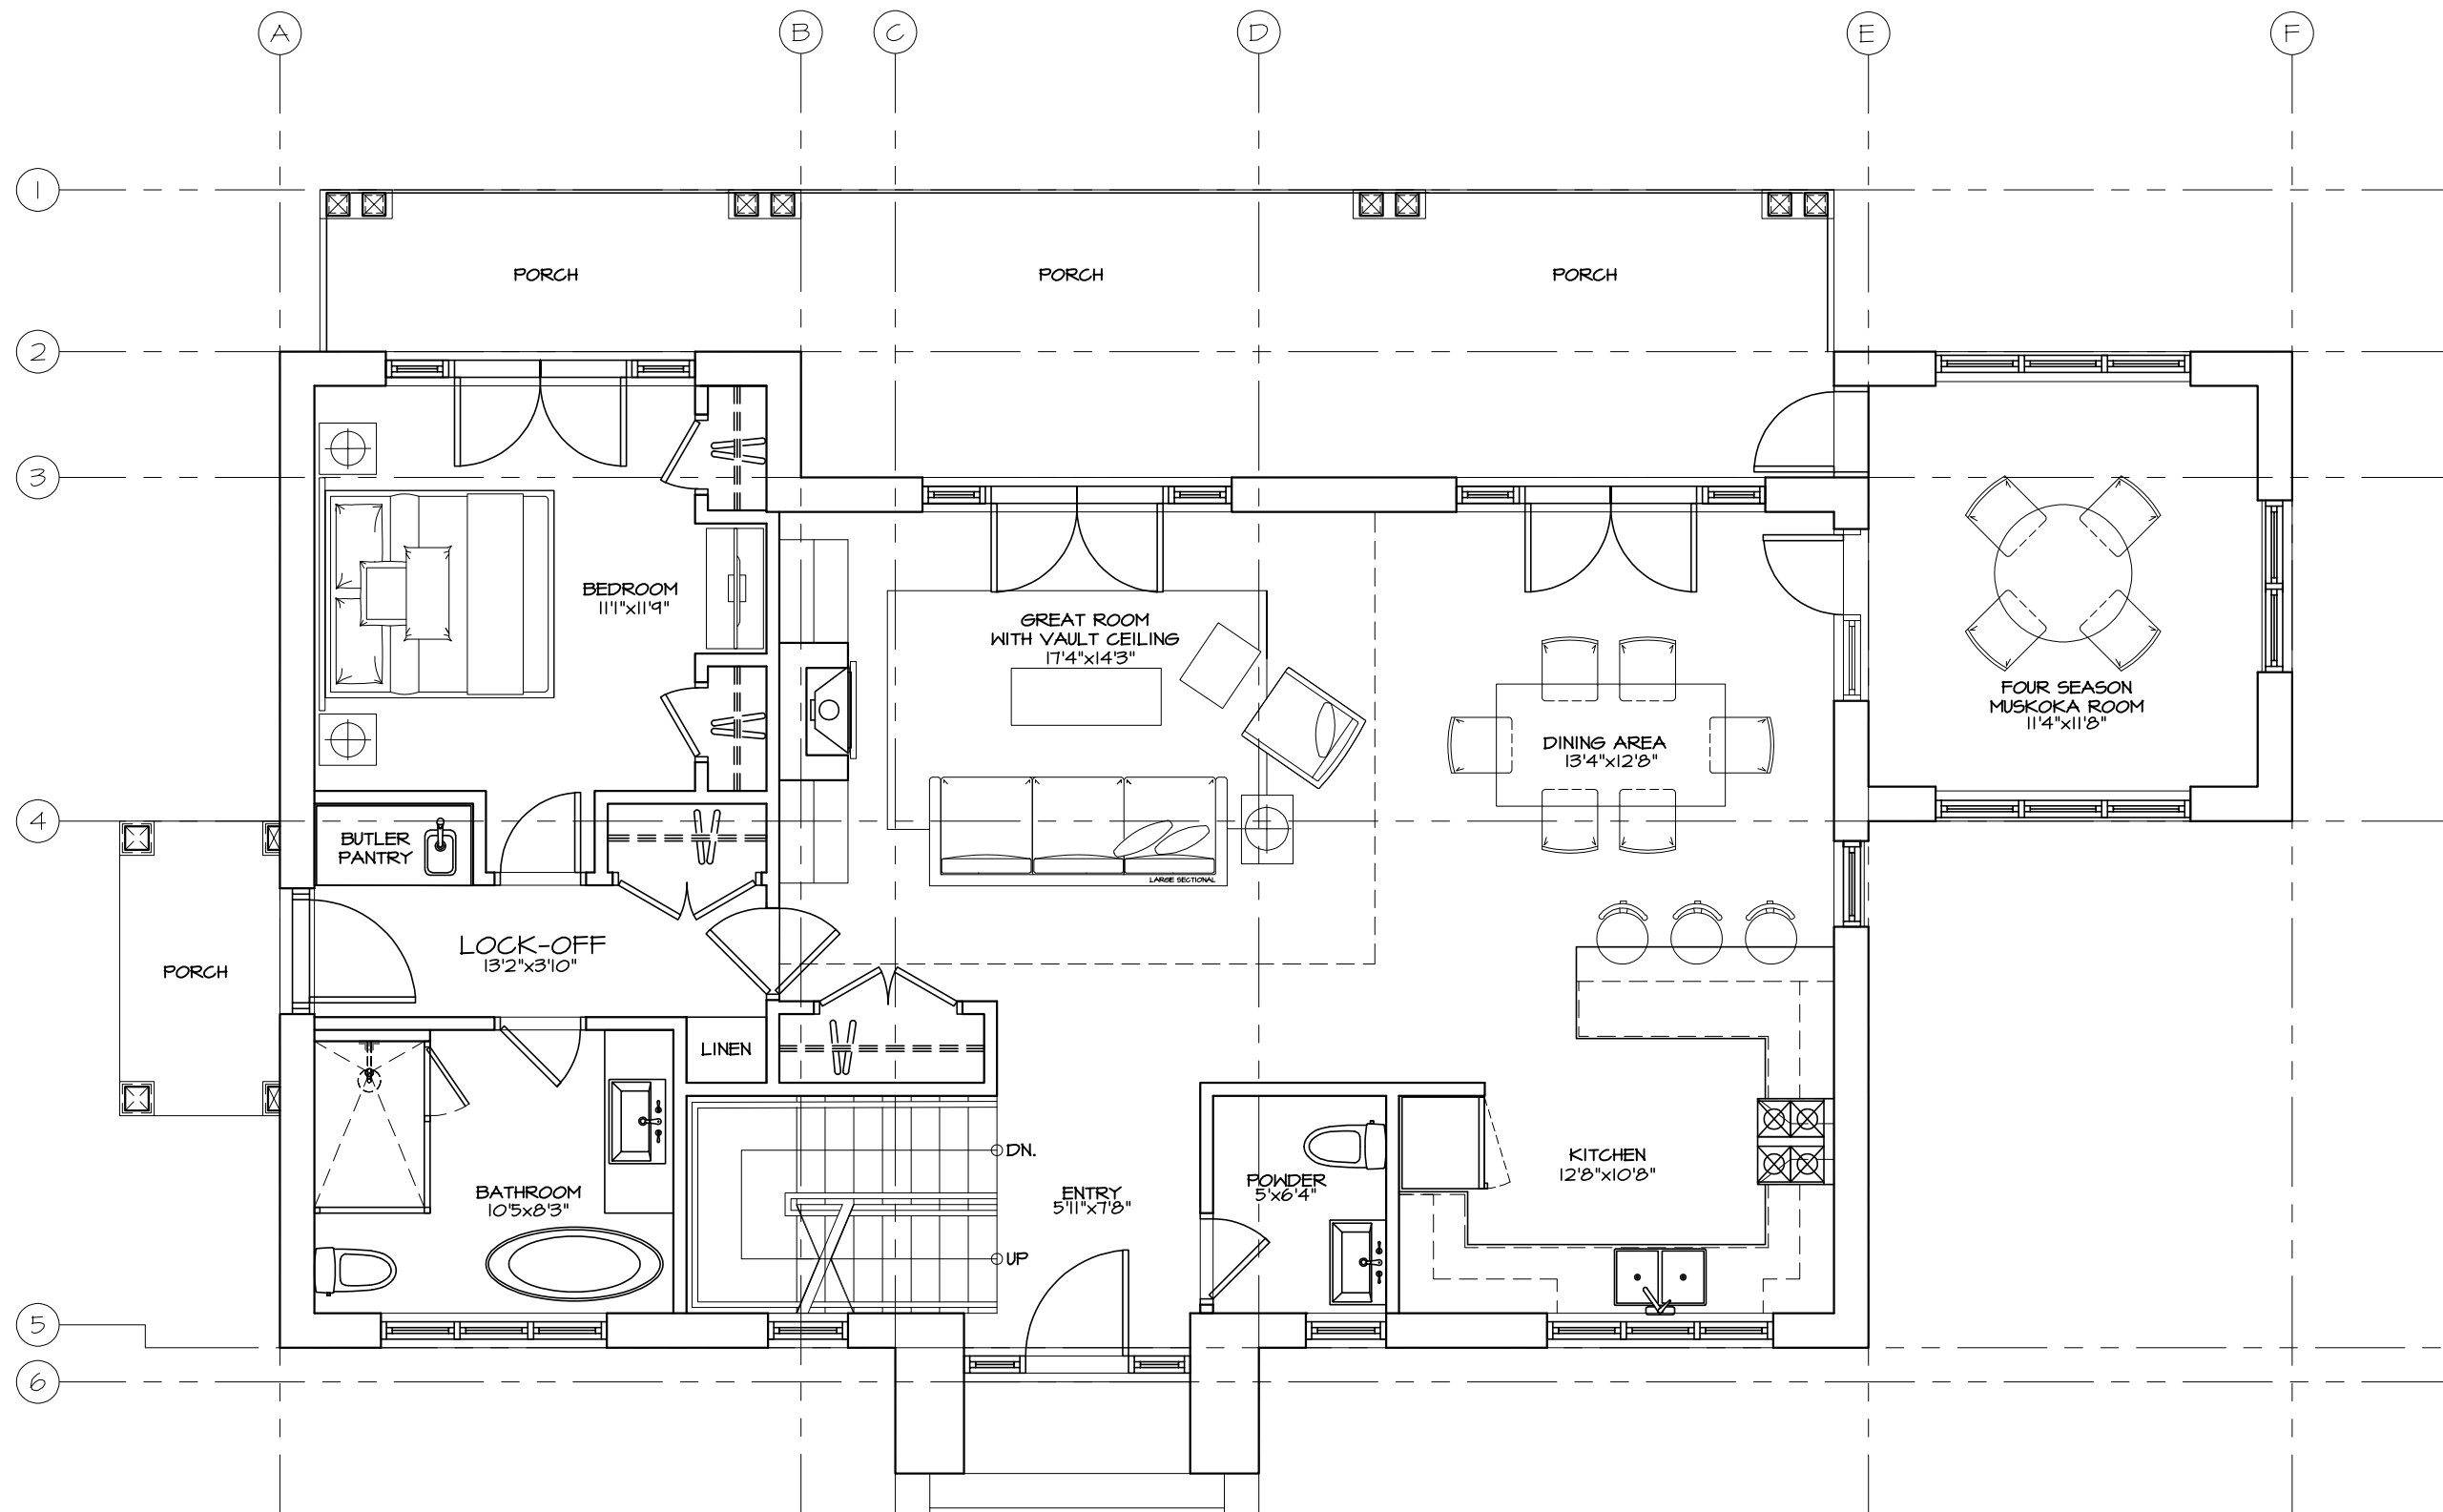 A
B
C
D
E
F
1
2
3
4
5
6
PORCH
PORCH
PORCH
BEDROOM
11'1"x11'9"
GREAT ROOM
WITH VAULT CEILING
17'4"x14'3"
LARGE SECTIONAL
DINING AREA
13'4"x12'8"
FOUR SEASON
MUSKOKA ROOM
11'4"x11'8"
BUTLER
PANTRY
LOCK-OFF
13'2"x3'10"
PORCH
LINEN
BATHROOM
10'5x8'3"
DN.
UP
ENTRY
5'11"x7'8"
POWDER
5'x6'4"
KITCHEN
12'8"x10'8"